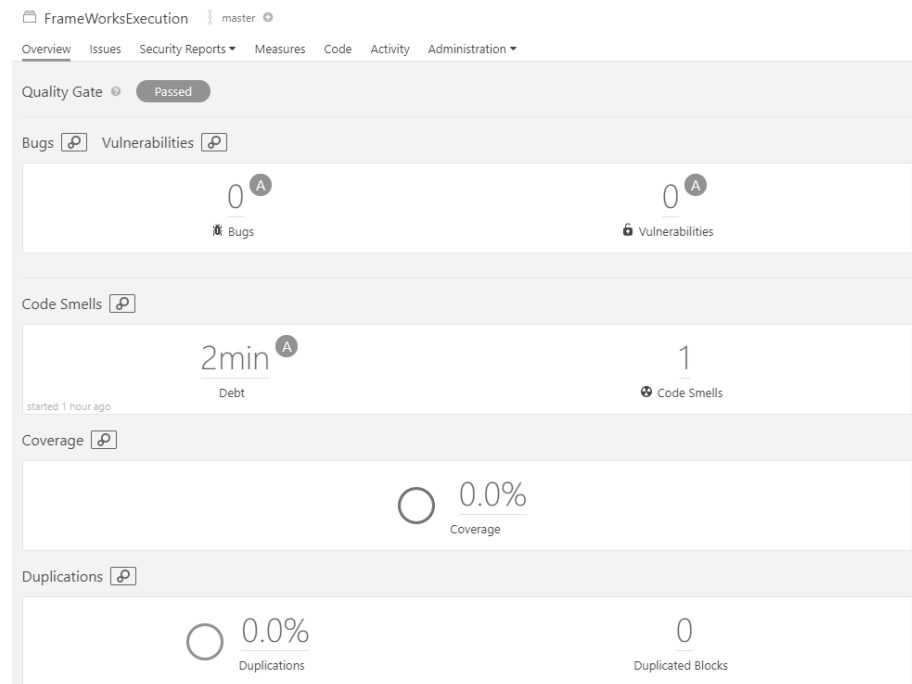 FrameWorksExecution master
Overview Issues Security Reports Measures Code Activity Administration
Quality Gate ? Passed
Bugs Vulnerabilities
0 A 0 A
Bugs Vulnerabilities
Code Smells
2min A 1
Debt Code Smells
started 1 hour ago
Coverage
0.0%
Coverage
Duplications
0.0% 0
Duplications Duplicated Blocks